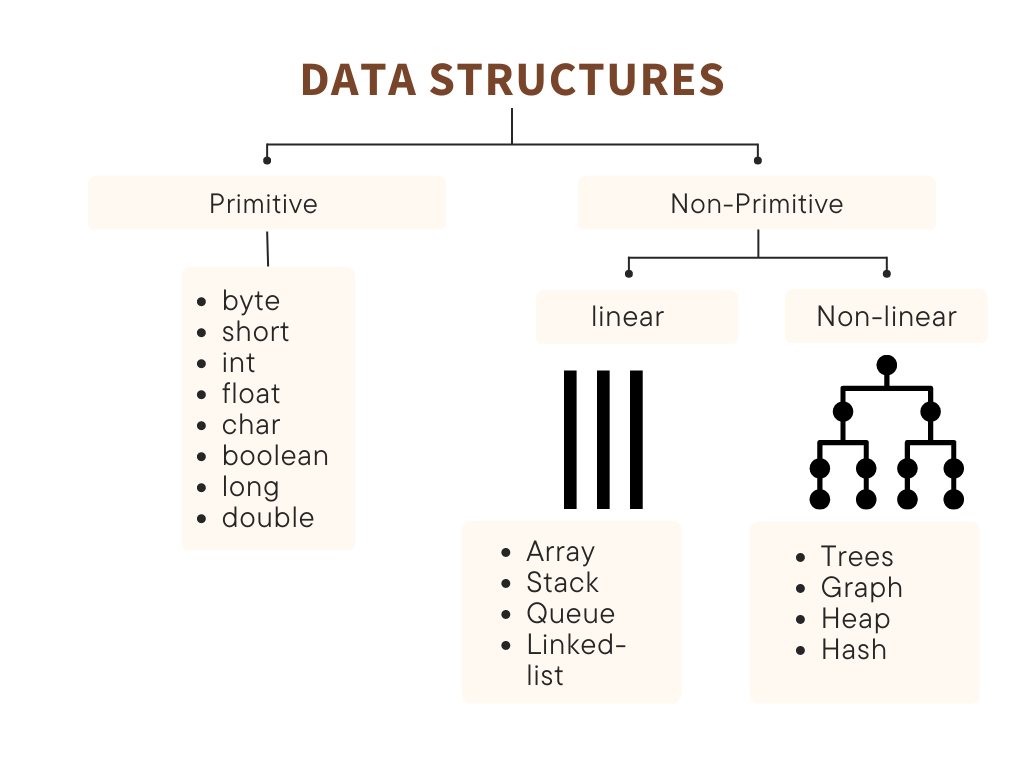 DATA STRUCTURES
Primitive
Non-Primitive
byte
short
int
float
char
boolean
long
double
linear
Non-linear
Array
Stack
Queue
Linked-
list
Trees
Graph
Heap
Hash